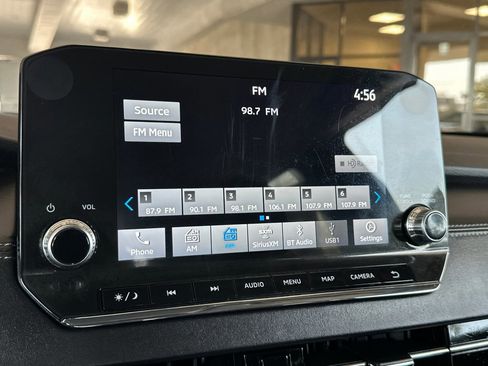 FM
4:56
Source
98.7 FM
FM Menu
HD Radio
VOL
1 2 3 4 5 6
87.9 FM 90.1 FM 98.1 FM 106.1 FM 107.9 FM 107.9 FM
Phone AM SiriusXM BT Audio USB1 Settings
AUDIO MENU MAP CAMERA